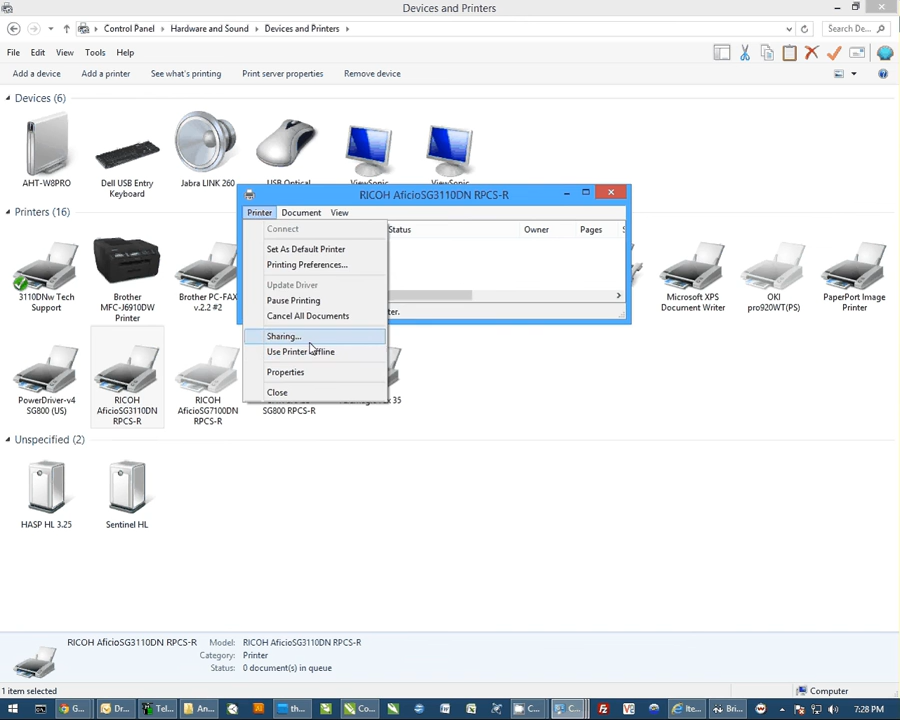 Devices and Printers
Control Panel
Hardware and Sound
Devices and Printers
Search De...
File Edit View Tools Help
Add a device Add a printer See what's printing Print server properties Remove device
Devices (6)
AHT-W8PRO
Dell USB Entry
Keyboard
Jabra LINK 260
USB Optical
ViewSonic
ViewSonic
RICOH AficioSG3110DN RPCS-R
Printer Document View
Status Owner Pages
Connect
Set As Default Printer
Printing Preferences...
Update Driver
Pause Printing
Cancel All Documents
Sharing...
Use Printer Offline
Properties
Close
Printers (16)
3110DNw Tech
Support
Brother
MFC-J6910DW
Printer
Brother PC-FAX
v.2.2 #2
Microsoft XPS
Document Writer
OKI
pro920WT(PS)
PaperPort Image
Printer
PowerDriver-v4
SG800 (US)
RICOH
AficioSG3110DN
RPCS-R
RICOH
AficioSG7100DN
RPCS-R
SG800 RPCS-R
35
Unspecified (2)
HASP HL 3.25
Sentinel HL
RICOH AficioSG3110DN RPCS-R Model: RICOH AficioSG3110DN RPCS-R
Category: Printer
Status: 0 document(s) in queue
1 item selected
Computer
G...
Dr...
Tel...
An...
th...
Co...
C...
C...
Ite...
Bri...
7:28 PM